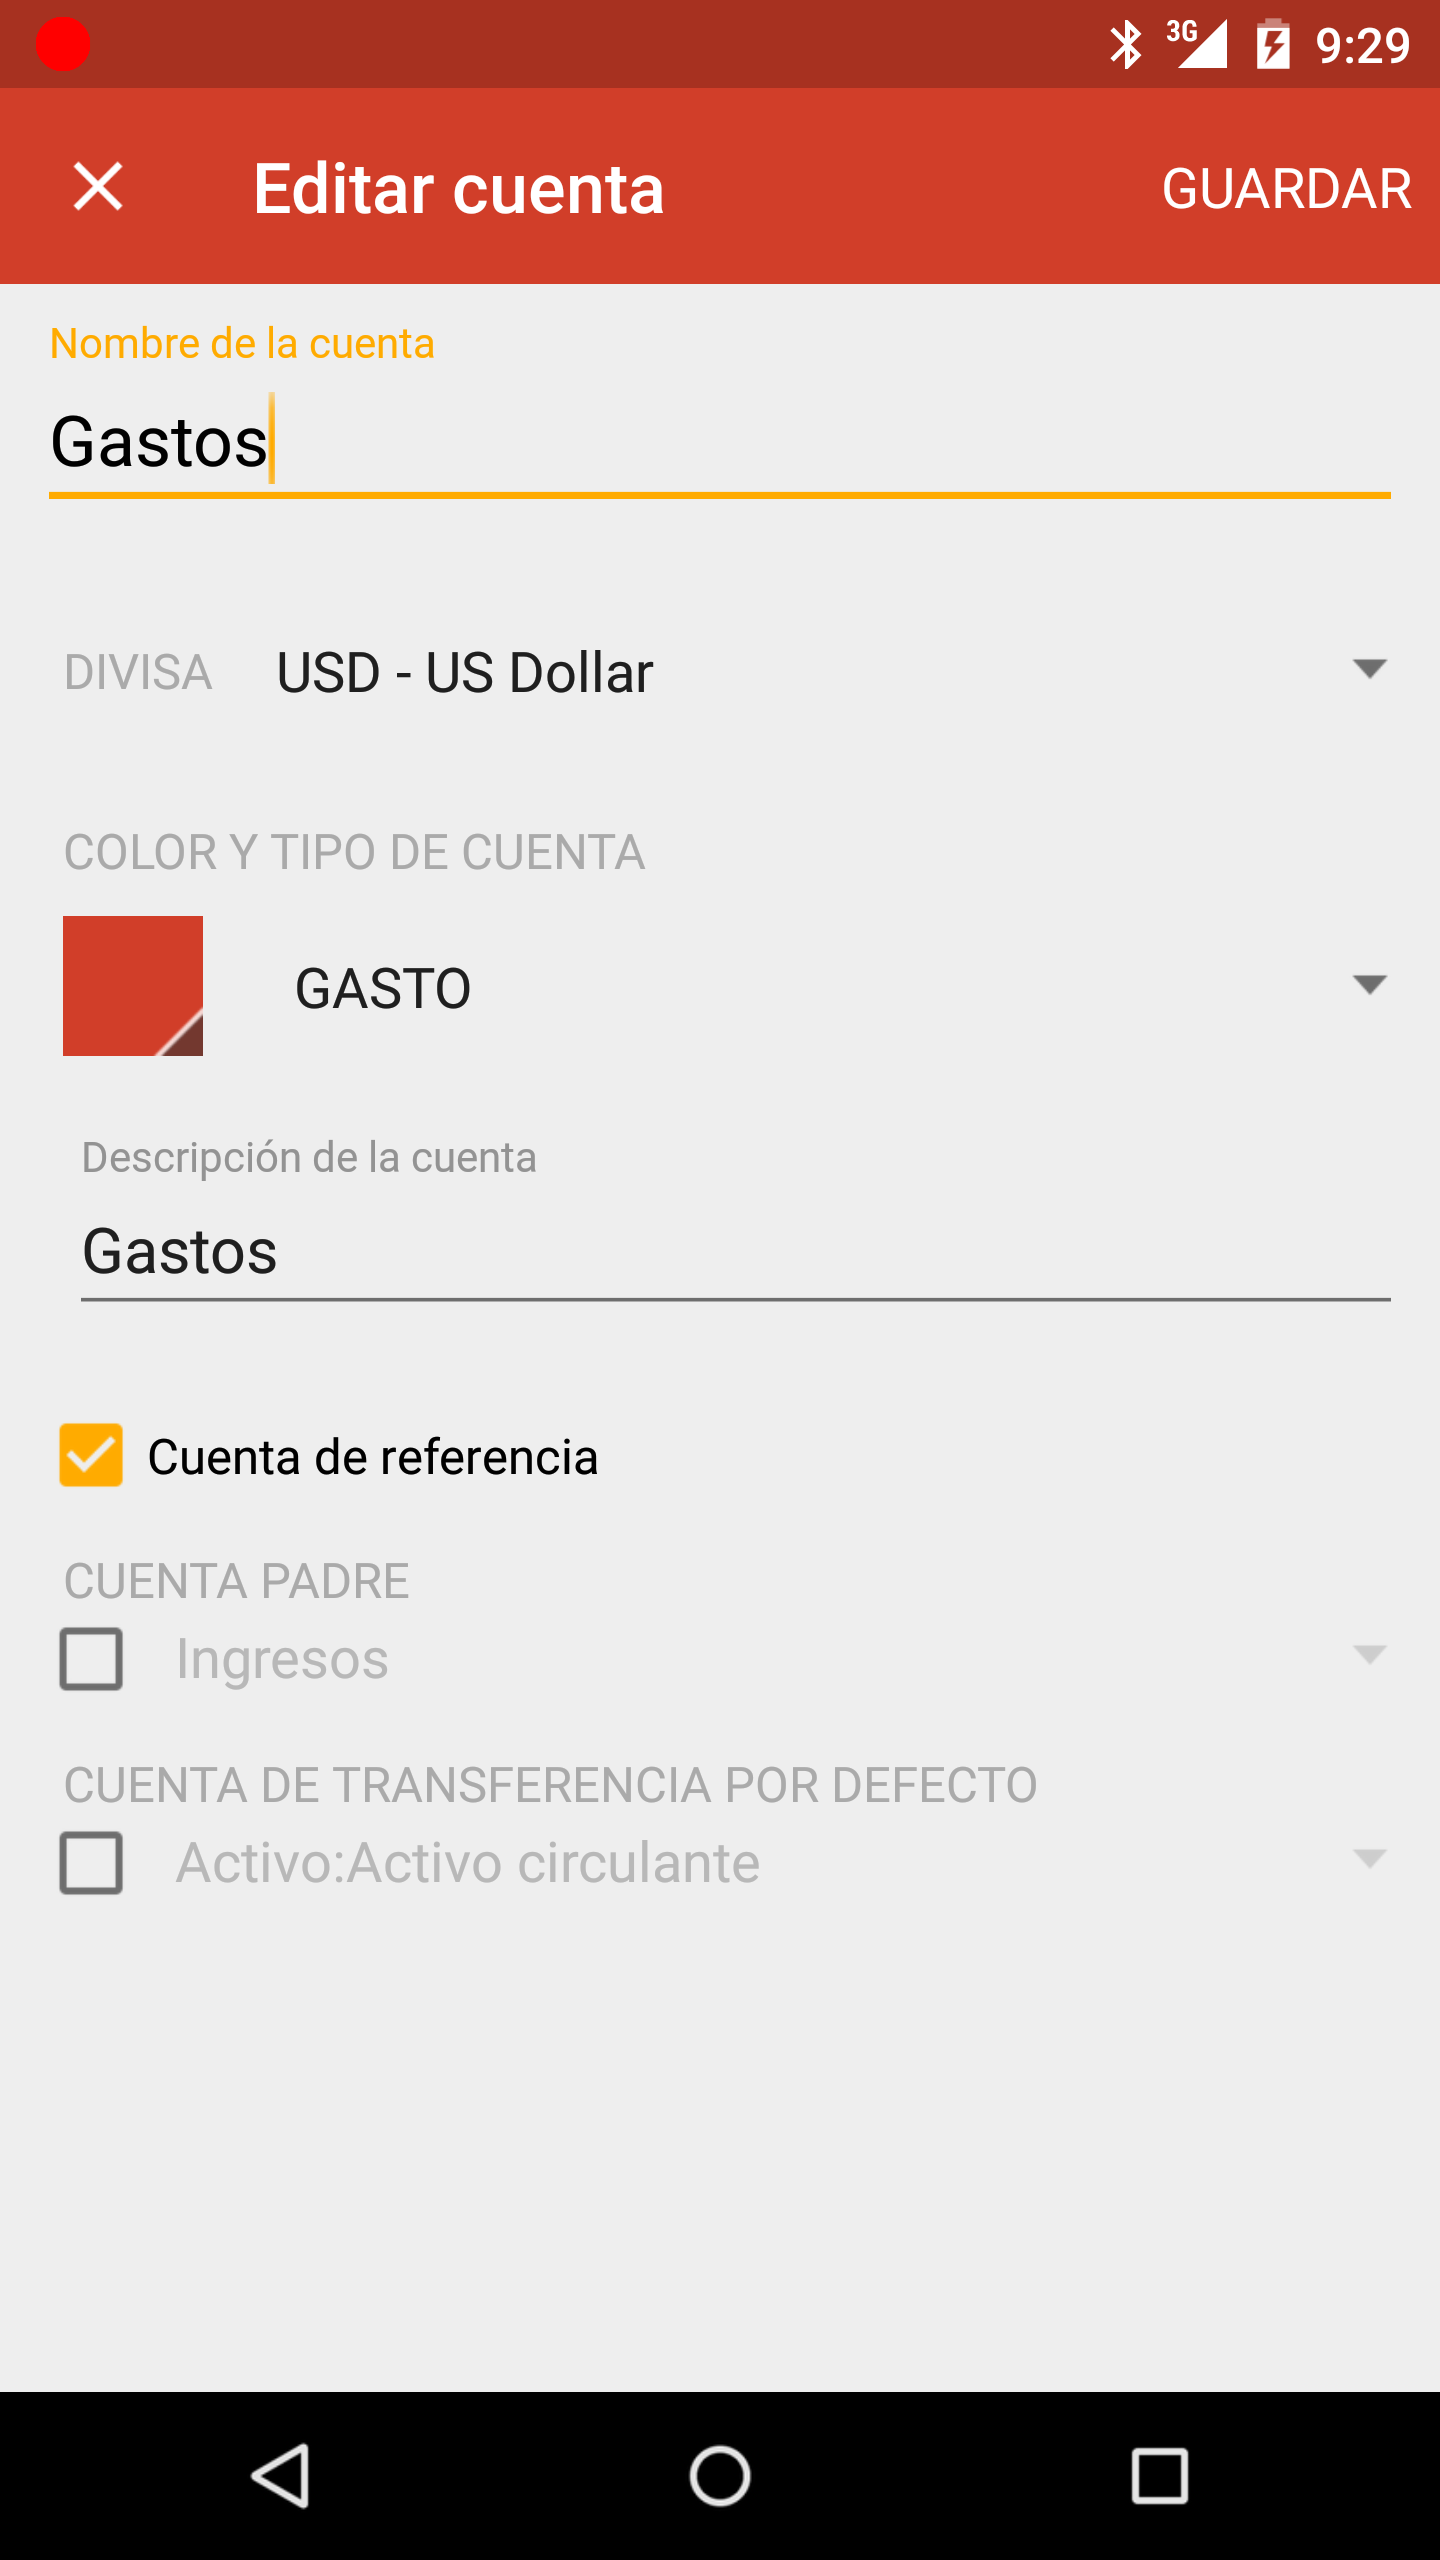 3G 9:29
Editar cuenta GUARDAR
Nombre de la cuenta
Gastos
DIVISA USD - US Dollar
COLOR Y TIPO DE CUENTA
GASTO
Descripción de la cuenta
Gastos
Cuenta de referencia
CUENTA PADRE
Ingresos
CUENTA DE TRANSFERENCIA POR DEFECTO
Activo:Activo circulante